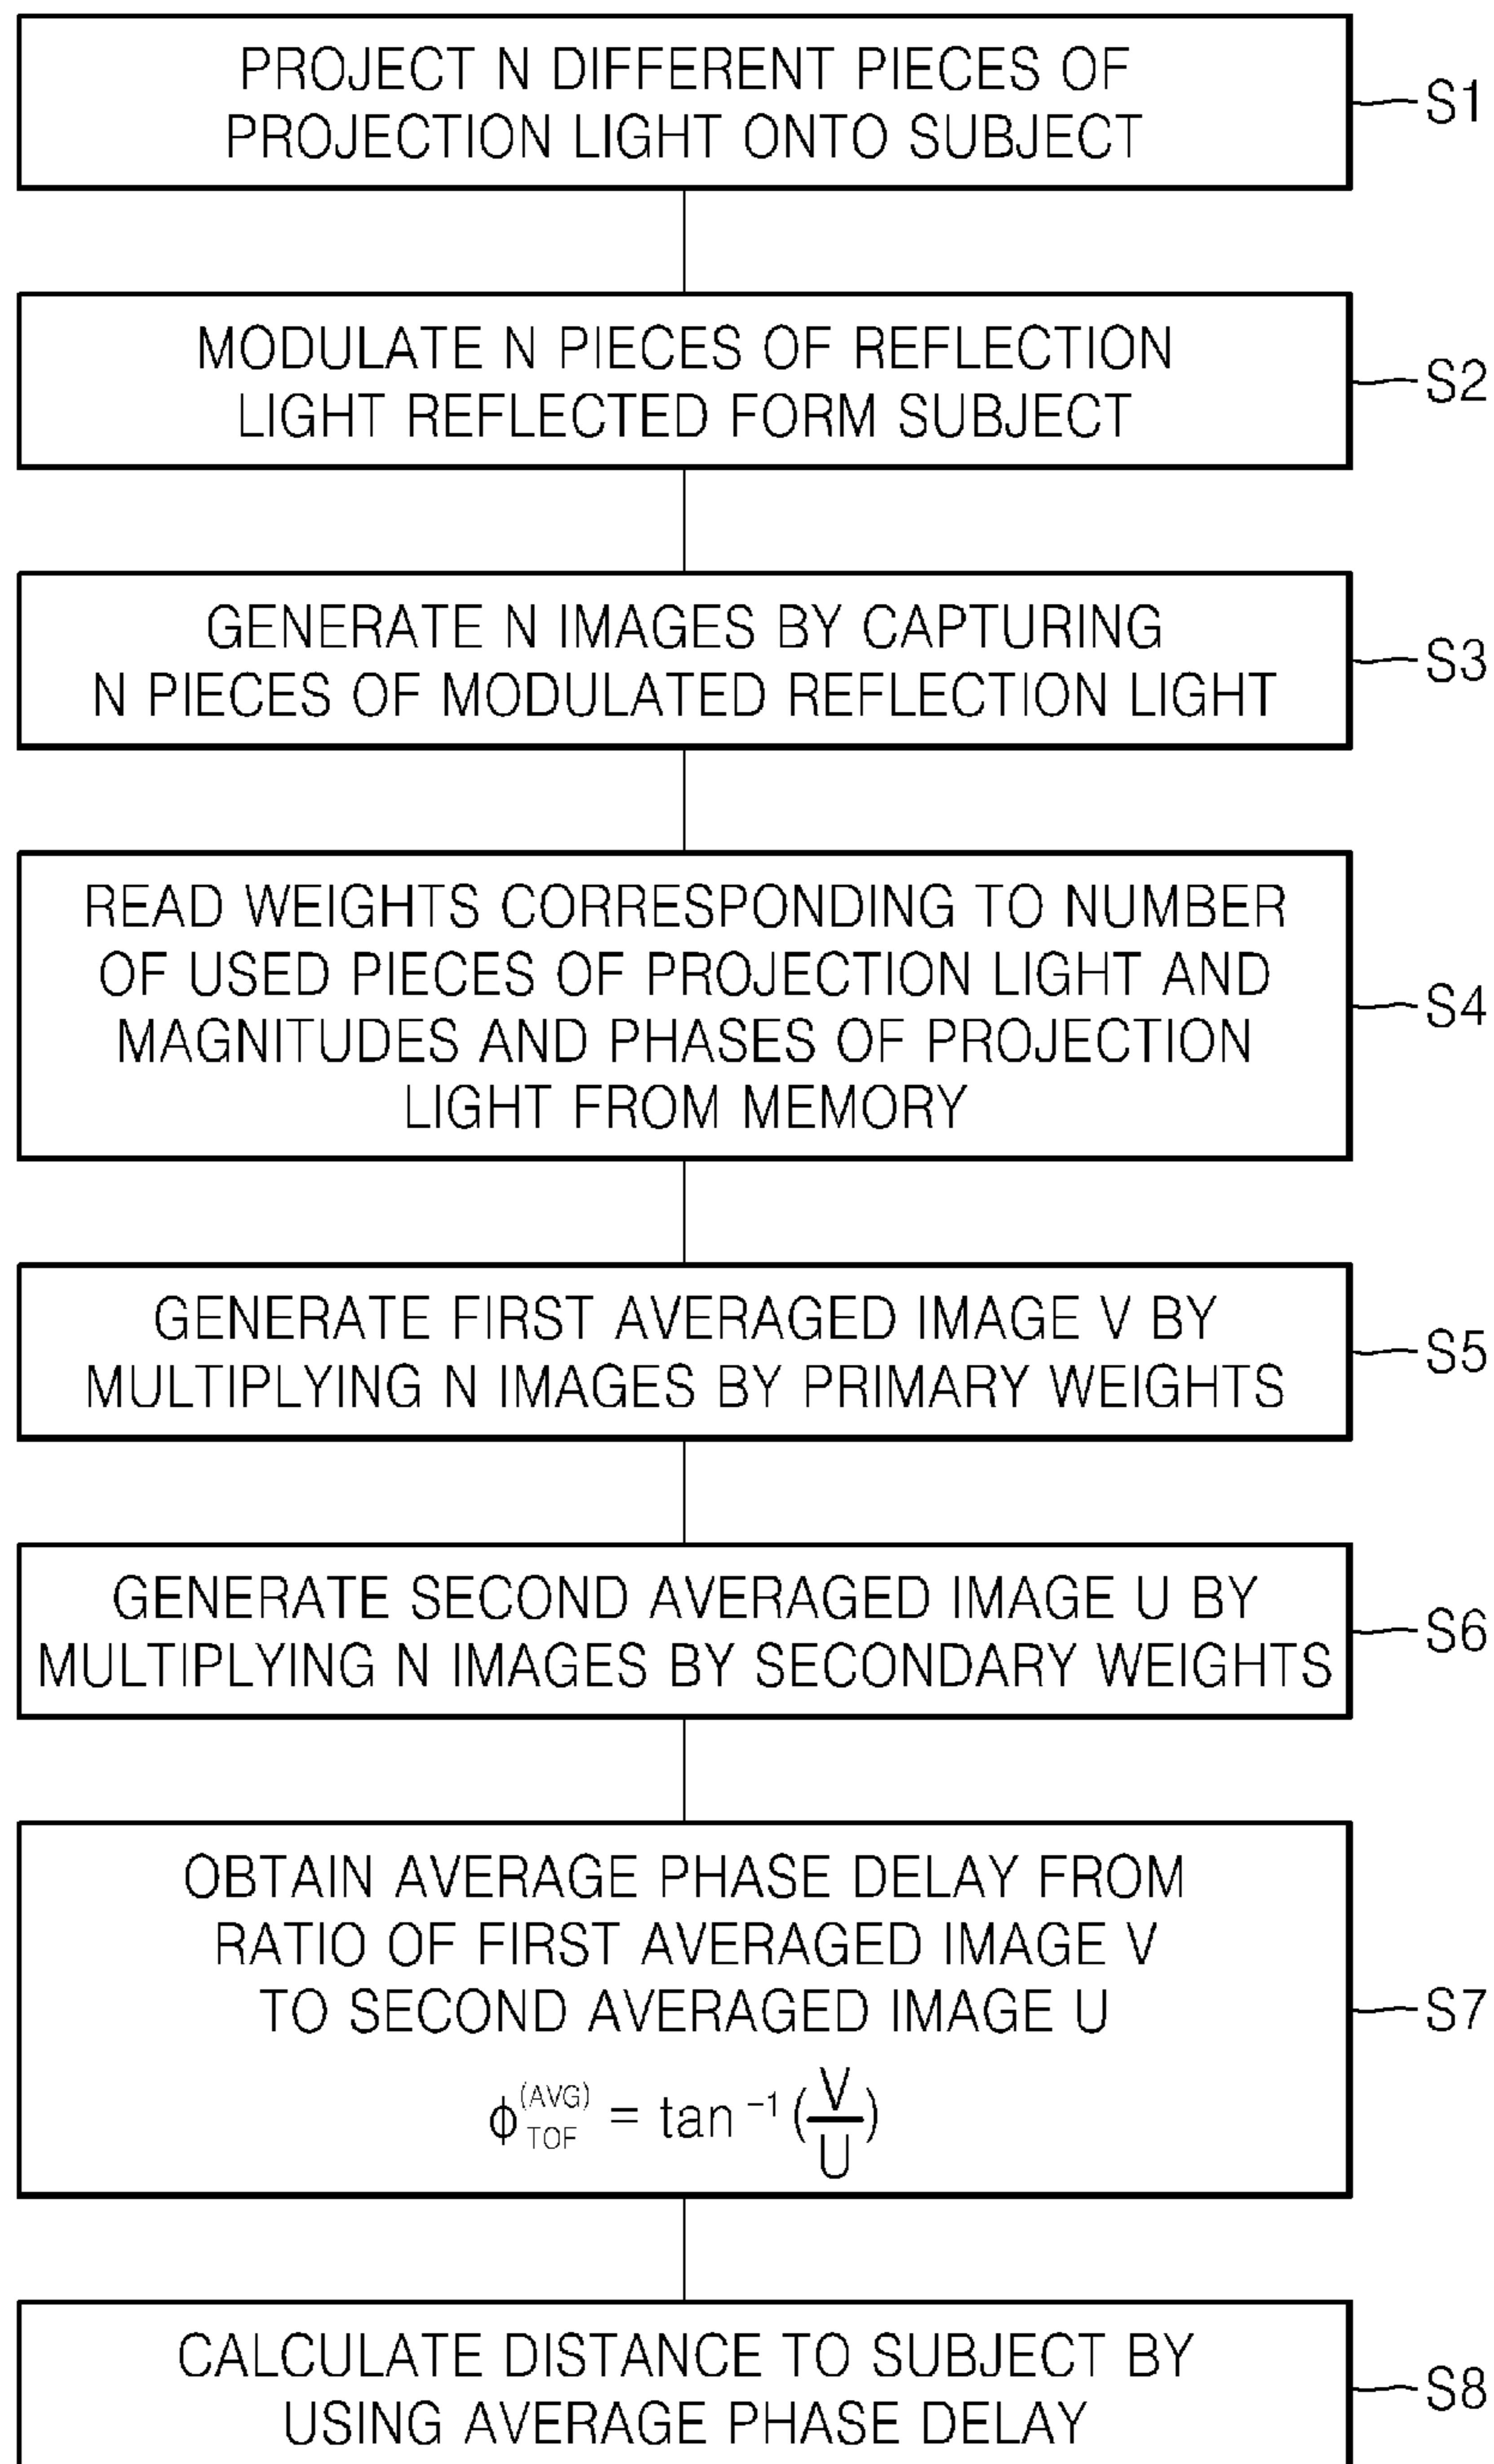 PROJECT N DIFFERENT PIECES OF
PROJECTION LIGHT ONTO SUBJECT
S1
MODULATE N PIECES OF REFLECTION
LIGHT REFLECTED FORM SUBJECT
S2
GENERATE N IMAGES BY CAPTURING
N PIECES OF MODULATED REFLECTION LIGHT
S3
READ WEIGHTS CORRESPONDING TO NUMBER
OF USED PIECES OF PROJECTION LIGHT AND
MAGNITUDES AND PHASES OF PROJECTION
LIGHT FROM MEMORY
S4
GENERATE FIRST AVERAGED IMAGE V BY
MULTIPLYING N IMAGES BY PRIMARY WEIGHTS
S5
GENERATE SECOND AVERAGED IMAGE U BY
MULTIPLYING N IMAGES BY SECONDARY WEIGHTS
S6
OBTAIN AVERAGE PHASE DELAY FROM
RATIO OF FIRST AVERAGED IMAGE V
TO SECOND AVERAGED IMAGE U
ϕ (AVG) TOF = tan ⁻¹ (V/U)
S7
CALCULATE DISTANCE TO SUBJECT BY
USING AVERAGE PHASE DELAY
S8